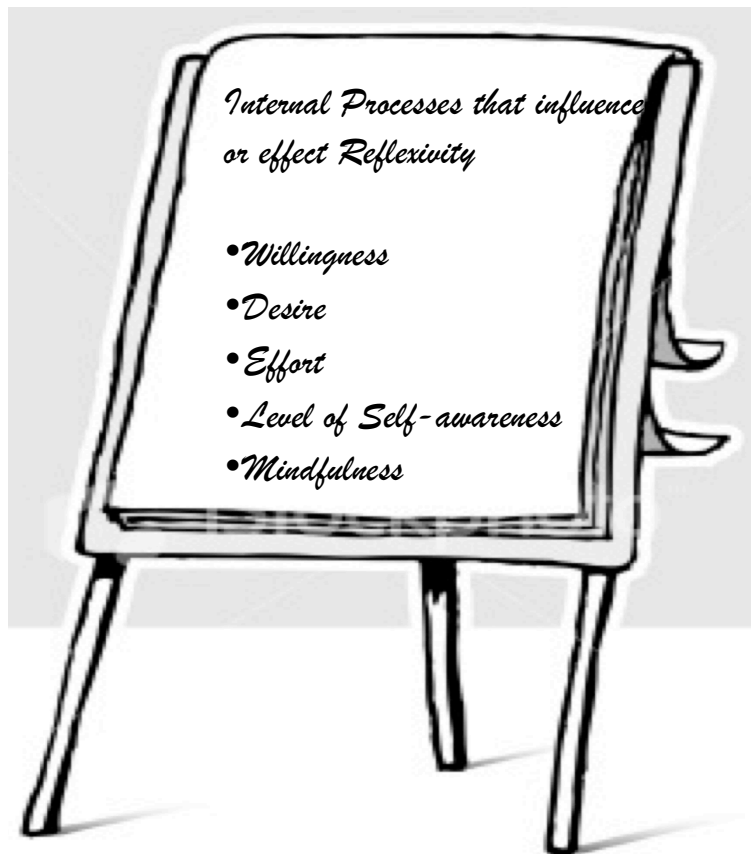 Internal Processes that influence
or effect Reflexivity
•Willingness
•Desire
•Effort
•Level of Self-awareness
•Mindfulness